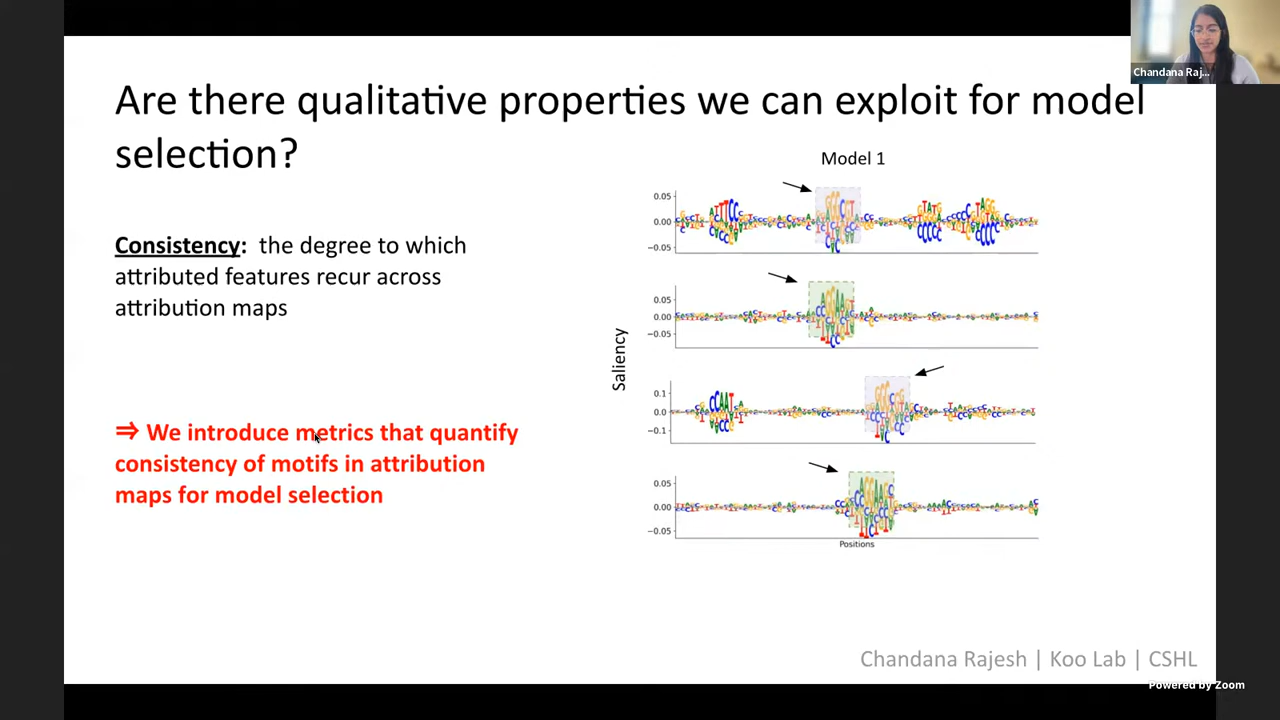 Chandana Raj...
Are there qualitative properties we can exploit for model
selection?
Model 1
Consistency: the degree to which
attributed features recur across
attribution maps
⇒ We introduce metrics that quantify
consistency of motifs in attribution
maps for model selection
Saliency
0.05
0.00
−0.05
0.05
0.00
−0.05
0.1
0.0
−0.1
0.05
0.00
−0.05
Positions
Chandana Rajesh | Koo Lab | CSHL
Powered by Zoom